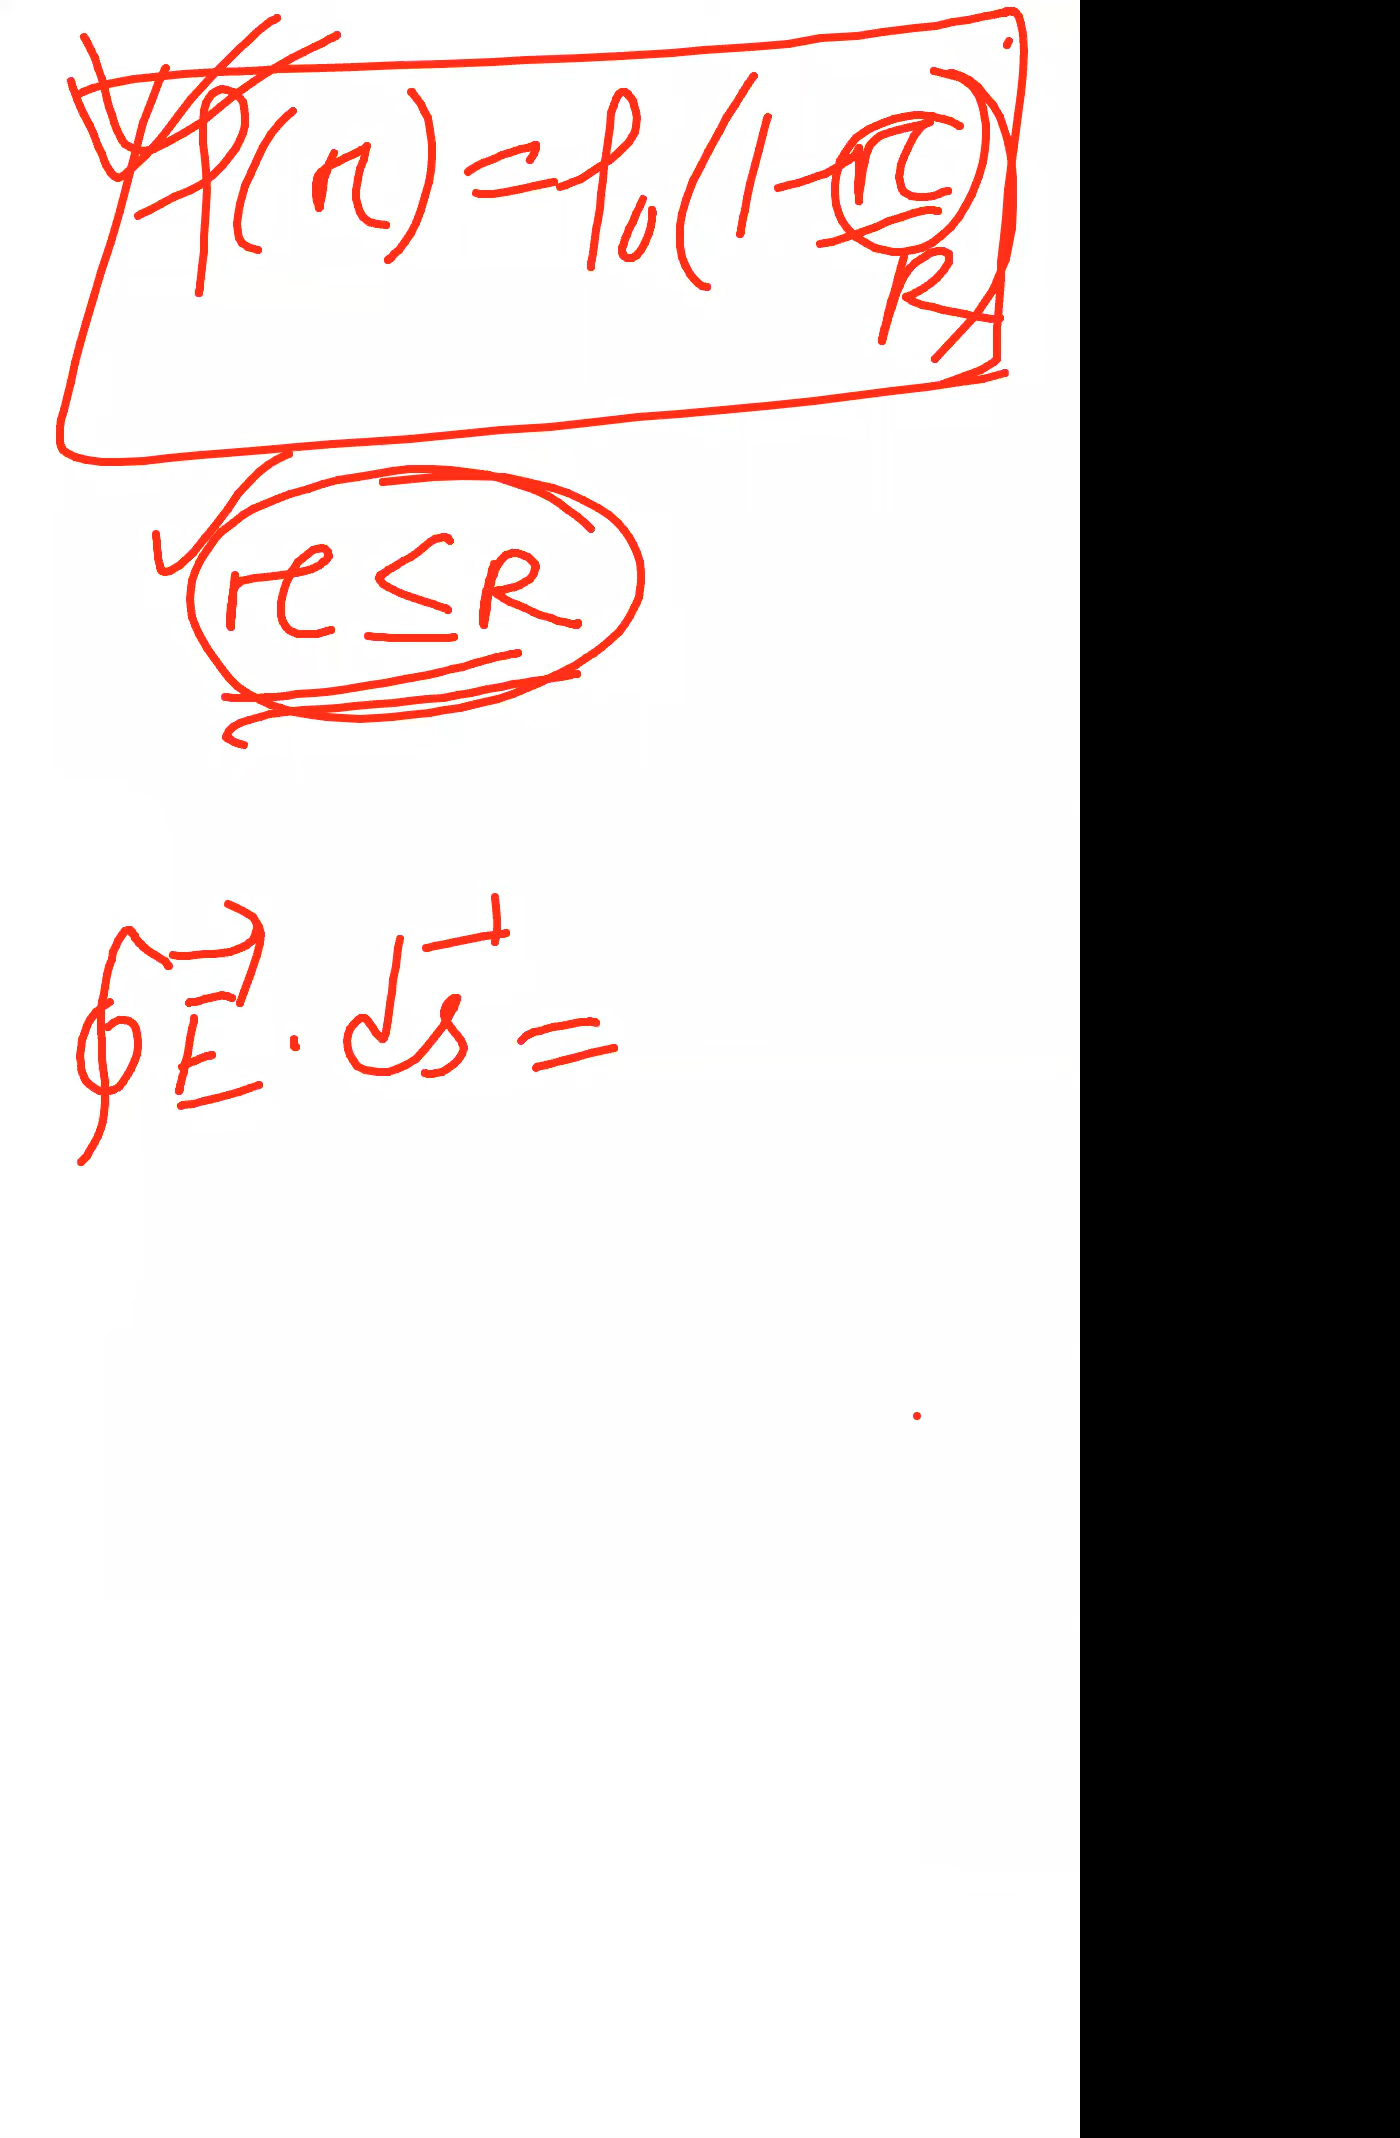 ρ(r) = ρ₀(1 - r/R)
r ≤ R
∮ E⃗ · ds⃗ =